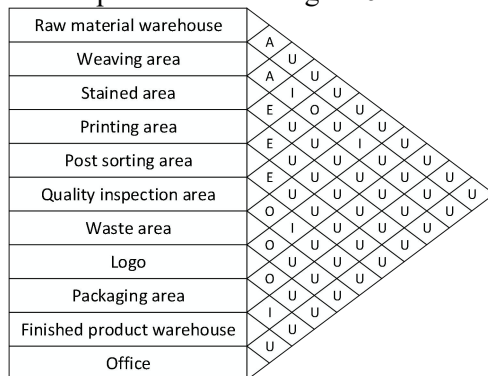 Raw material warehouse
A
Weaving area U
A U
Stained area I U
E O U
Printing area U U U
E U I U
Post sorting area U U U U
E U U U U
Quality inspection area U U U U U
O U U U U
Waste area I U U U
O U U U
Logo U U U
O U U
Packaging area U U
I U
Finished product warehouse U
U
Office